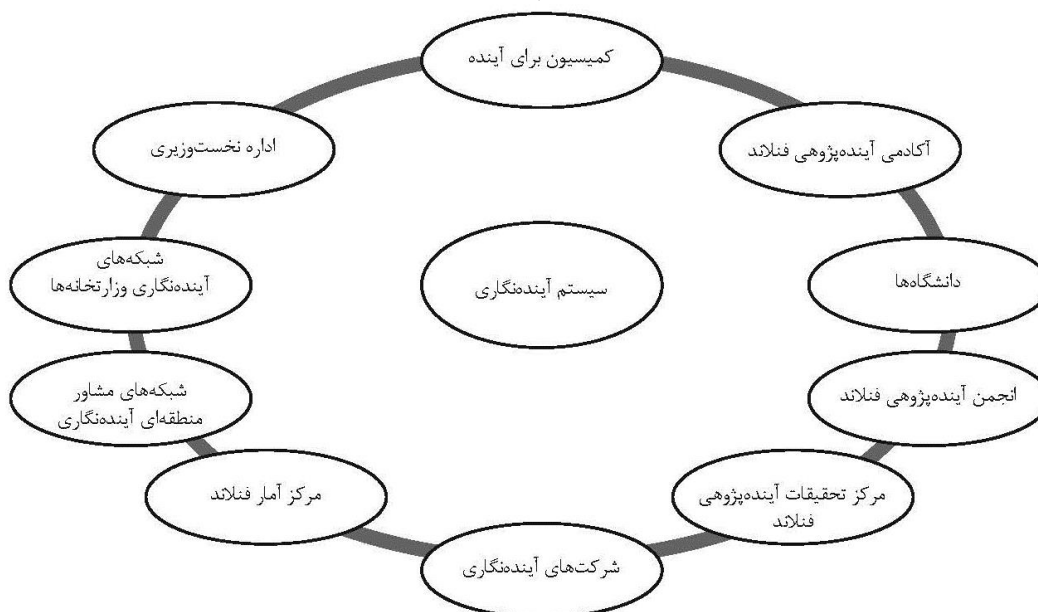 کمیسیون برای آینده
آکادمی آینده‌پژوهی فنلاند
اداره نخست‌وزیری
دانشگاه‌ها
سیستم آینده‌نگاری
شبکه‌های
آینده‌نگاری وزارتخانه‌ها
انجمن آینده‌پژوهی فنلاند
شبکه‌های مشاور
منطقه‌ای آینده‌نگاری
مرکز تحقیقات آینده‌پژوهی
فنلاند
مرکز آمار فنلاند
شرکت‌های آینده‌نگاری